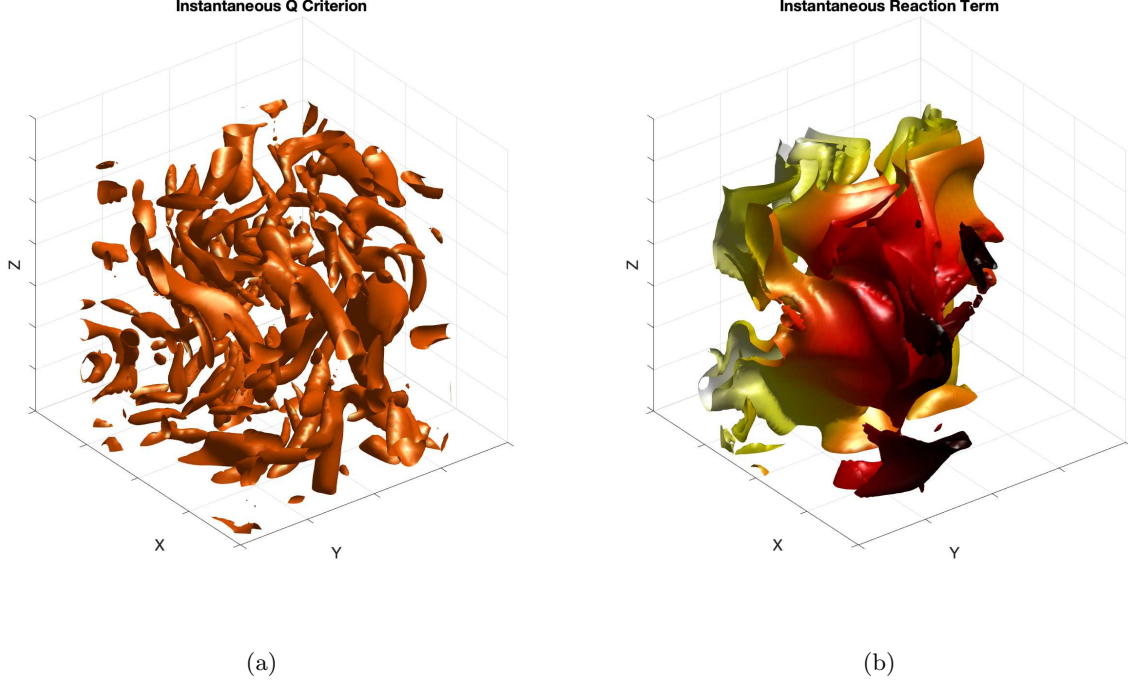 Instantaneous Q Criterion
Z
X
Y
(a)
Instantaneous Reaction Term
Z
X
Y
(b)